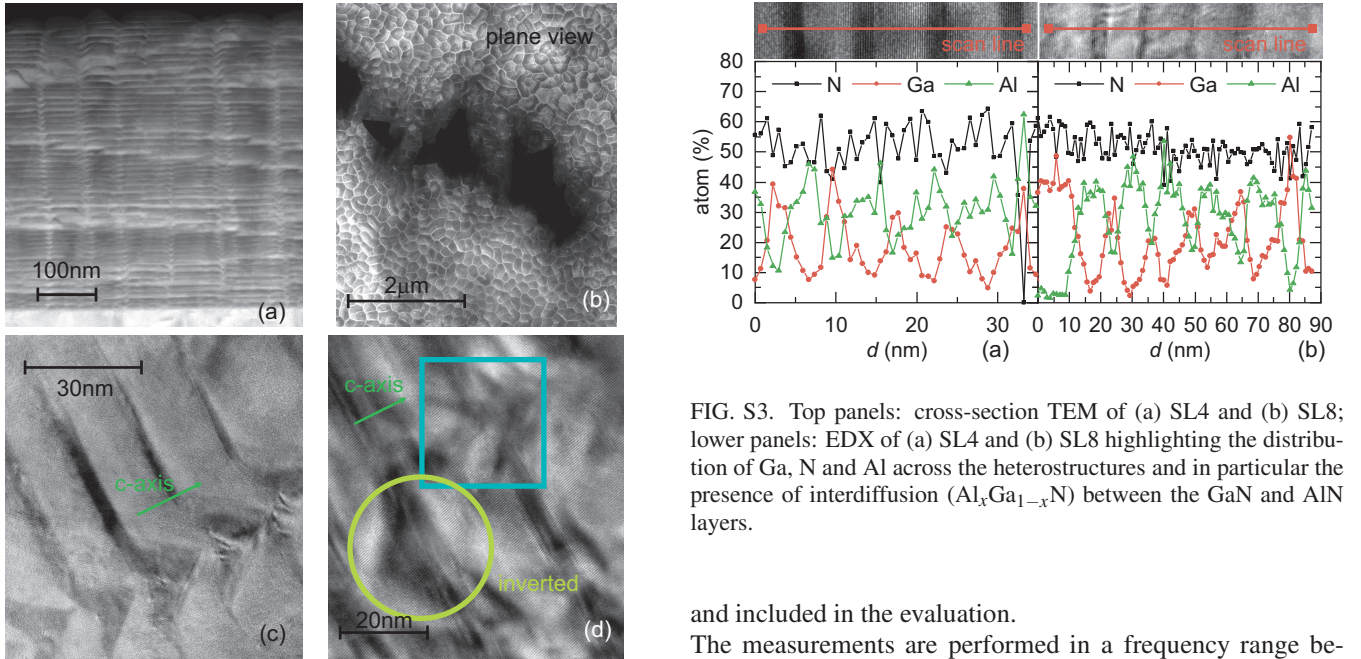 100nm
(a)
plane view
2μm
(b)
30nm
c-axis
(c)
c-axis
inverted
20nm
(d)
scan line
scan line
N Ga Al
N Ga Al
80
70
60
50
40
30
20
10
0
atom (%)
0 10 20 30
0 10 20 30 40 50 60 70 80 90
d (nm) (a)
d (nm) (b)
FIG. S3. Top panels: cross-section TEM of (a) SL4 and (b) SL8;
lower panels: EDX of (a) SL4 and (b) SL8 highlighting the distribu-
tion of Ga, N and Al across the heterostructures and in particular the
presence of interdiffusion (AlxGa1−xN) between the GaN and AlN
layers.
and included in the evaluation.
The measurements are performed in a frequency range be-